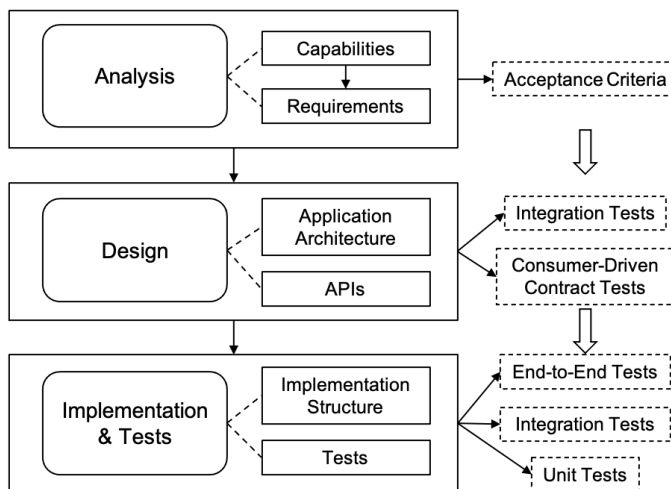 Analysis
Capabilities
Requirements
Acceptance Criteria
Design
Application
Architecture
APIs
Integration Tests
Consumer-Driven
Contract Tests
Implementation
& Tests
Implementation
Structure
Tests
End-to-End Tests
Integration Tests
Unit Tests